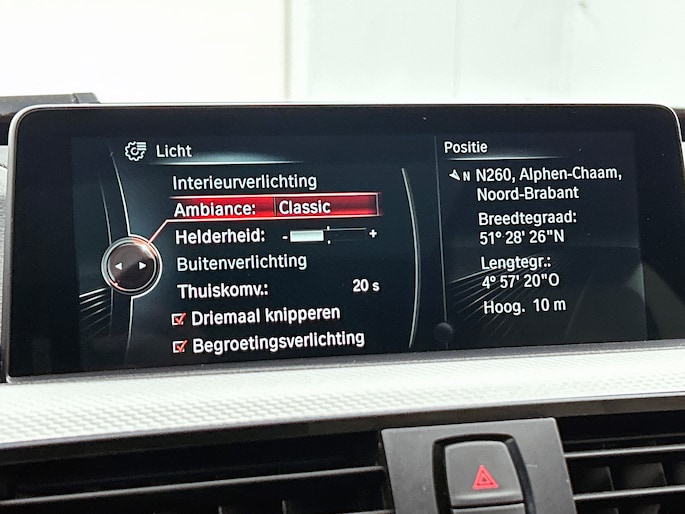 Licht
Interieurverlichting
Ambiance: Classic
Helderheid: - +
Buitenverlichting
Thuiskomv.: 20 s
Driemaal knipperen
Begroetingsverlichting
Positie
N N260, Alphen-Chaam,
Noord-Brabant
Breedtegraad:
51° 28' 26"N
Lengtegr.:
4° 57' 20"O
Hoog. 10 m